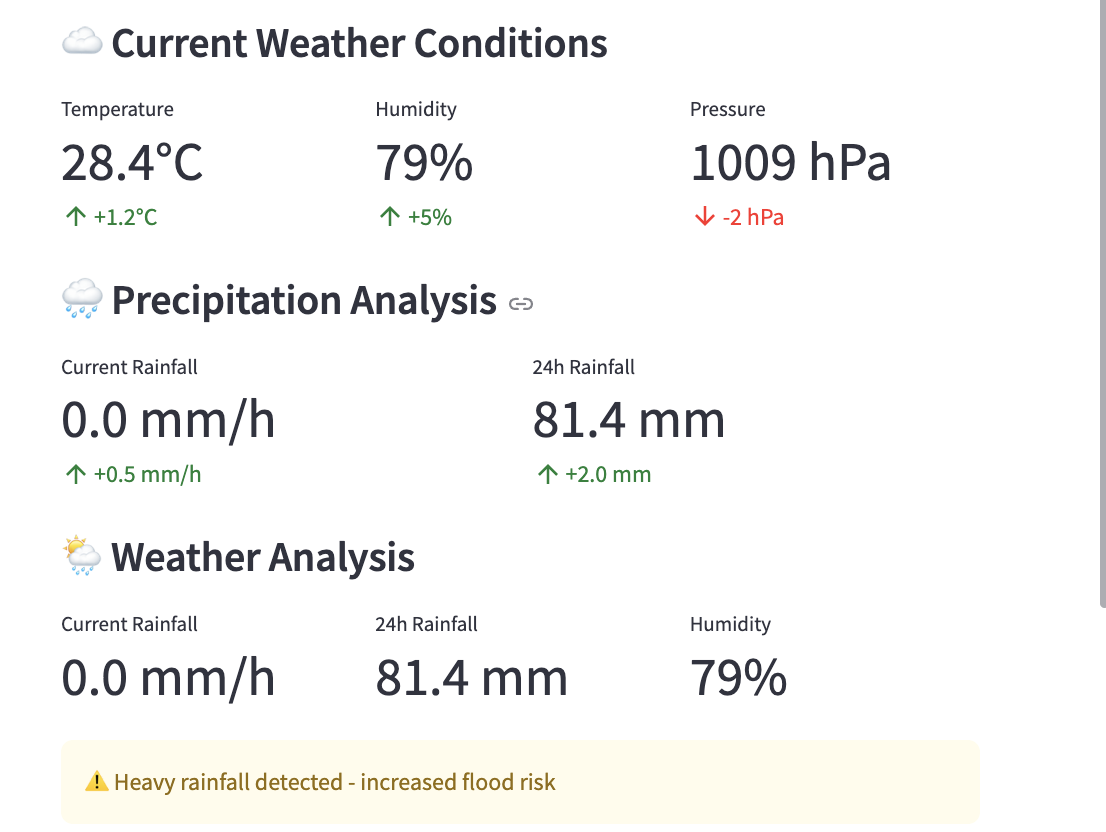 Current Weather Conditions
Temperature Humidity Pressure
28.4°C 79% 1009 hPa
↑ +1.2°C ↑ +5% ↓ -2 hPa
Precipitation Analysis
Current Rainfall 24h Rainfall
0.0 mm/h 81.4 mm
↑ +0.5 mm/h ↑ +2.0 mm
Weather Analysis
Current Rainfall 24h Rainfall Humidity
0.0 mm/h 81.4 mm 79%
Heavy rainfall detected - increased flood risk